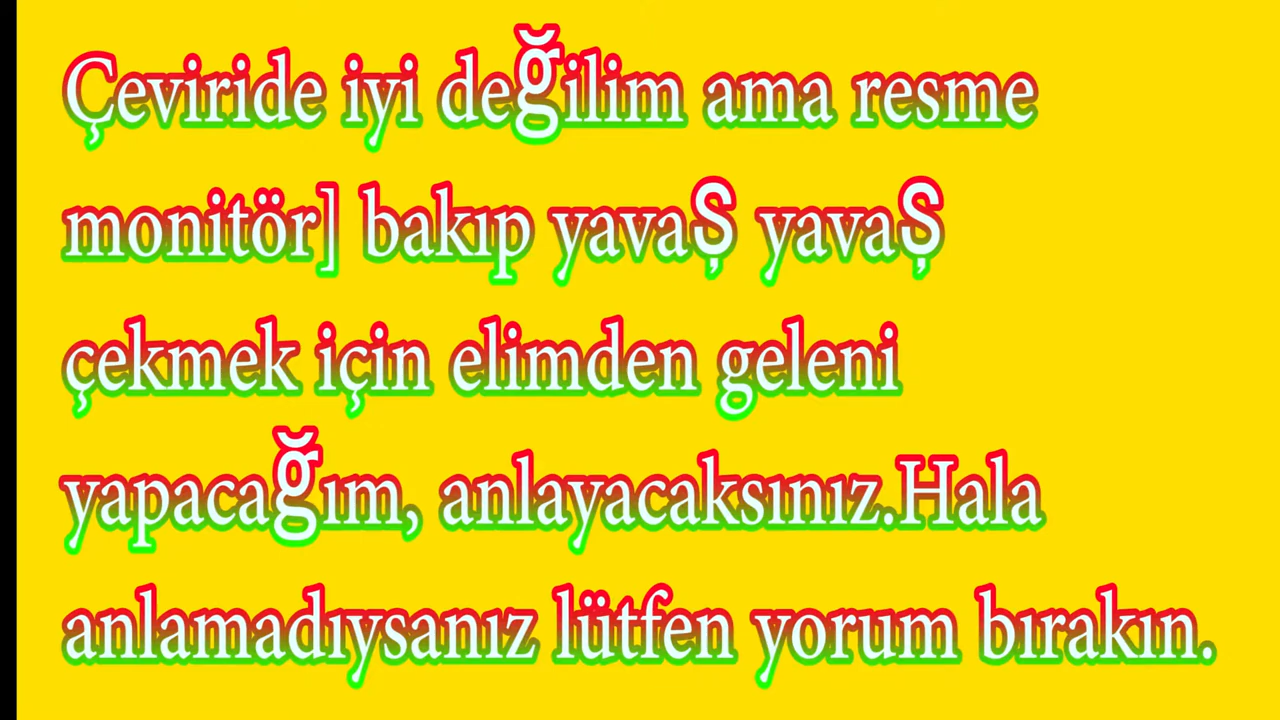 Çeviride iyi değilim ama resme
monitör] bakıp yavaş yavaş
çekmek için elimden geleni
yapacağım, anlayacaksınız.Hala
anlamadıysanız lütfen yorum bırakın.